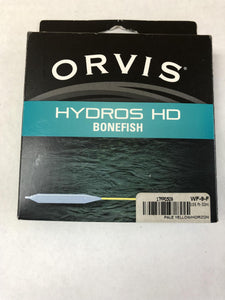 ORVIS®
HYDROS HD
BONEFISH
WF-8-F
PALE YELLOW/HORIZON